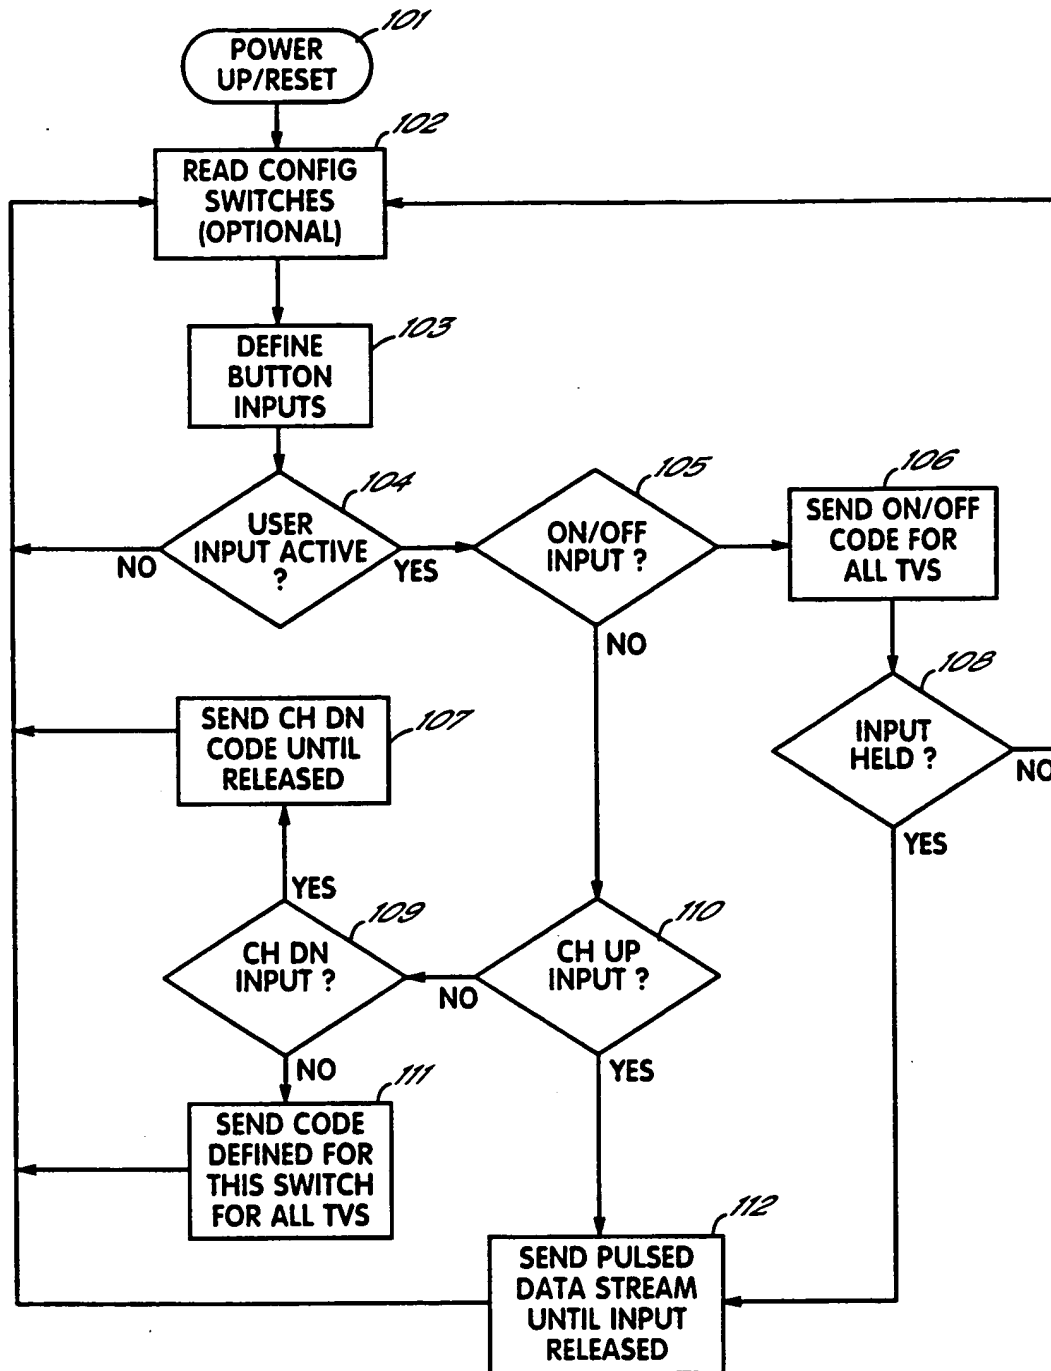 101
POWER
UP/RESET
102
READ CONFIG
SWITCHES
(OPTIONAL)
103
DEFINE
BUTTON
INPUTS
104
USER
INPUT ACTIVE
?
NO
YES
105
ON/OFF
INPUT ?
NO
106
SEND ON/OFF
CODE FOR
ALL TVS
108
INPUT
HELD ?
NO
YES
107
SEND CH DN
CODE UNTIL
RELEASED
YES
109
CH DN
INPUT ?
NO
110
CH UP
INPUT ?
NO
YES
111
SEND CODE
DEFINED FOR
THIS SWITCH
FOR ALL TVS
112
SEND PULSED
DATA STREAM
UNTIL INPUT
RELEASED